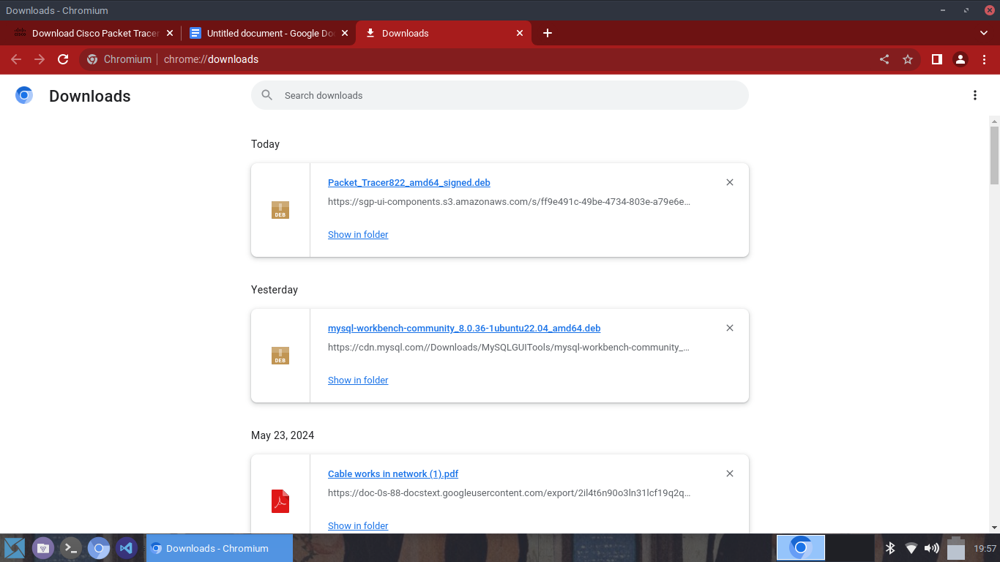 Downloads - Chromium
Download Cisco Packet Tracer
Untitled document - Google Do
Downloads
Chromium
chrome://downloads
Downloads
Search downloads
Today
Packet_Tracer822_amd64_signed.deb
https://sgp-ui-components.s3.amazonaws.com/s/ff9e491c-49be-4734-803e-a79e6e…
DEB
Show in folder
Yesterday
mysql-workbench-community_8.0.36-1ubuntu22.04_amd64.deb
https://cdn.mysql.com//Downloads/MySQLGUITools/mysql-workbench-community_…
DEB
Show in folder
May 23, 2024
Cable works in network (1).pdf
https://doc-0s-88-docstext.googleusercontent.com/export/2il4t6n90o3ln31lcf19q2q…
Show in folder
Downloads - Chromium
19:57